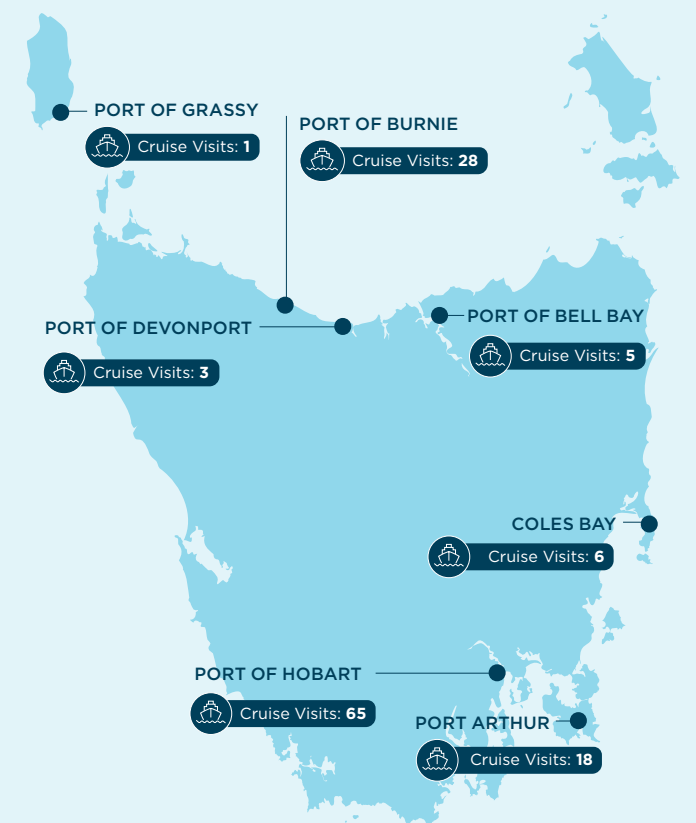 PORT OF GRASSY
Cruise Visits: 1
PORT OF BURNIE
Cruise Visits: 28
PORT OF DEVONPORT
Cruise Visits: 3
PORT OF BELL BAY
Cruise Visits: 5
COLES BAY
Cruise Visits: 6
PORT OF HOBART
Cruise Visits: 65
PORT ARTHUR
Cruise Visits: 18